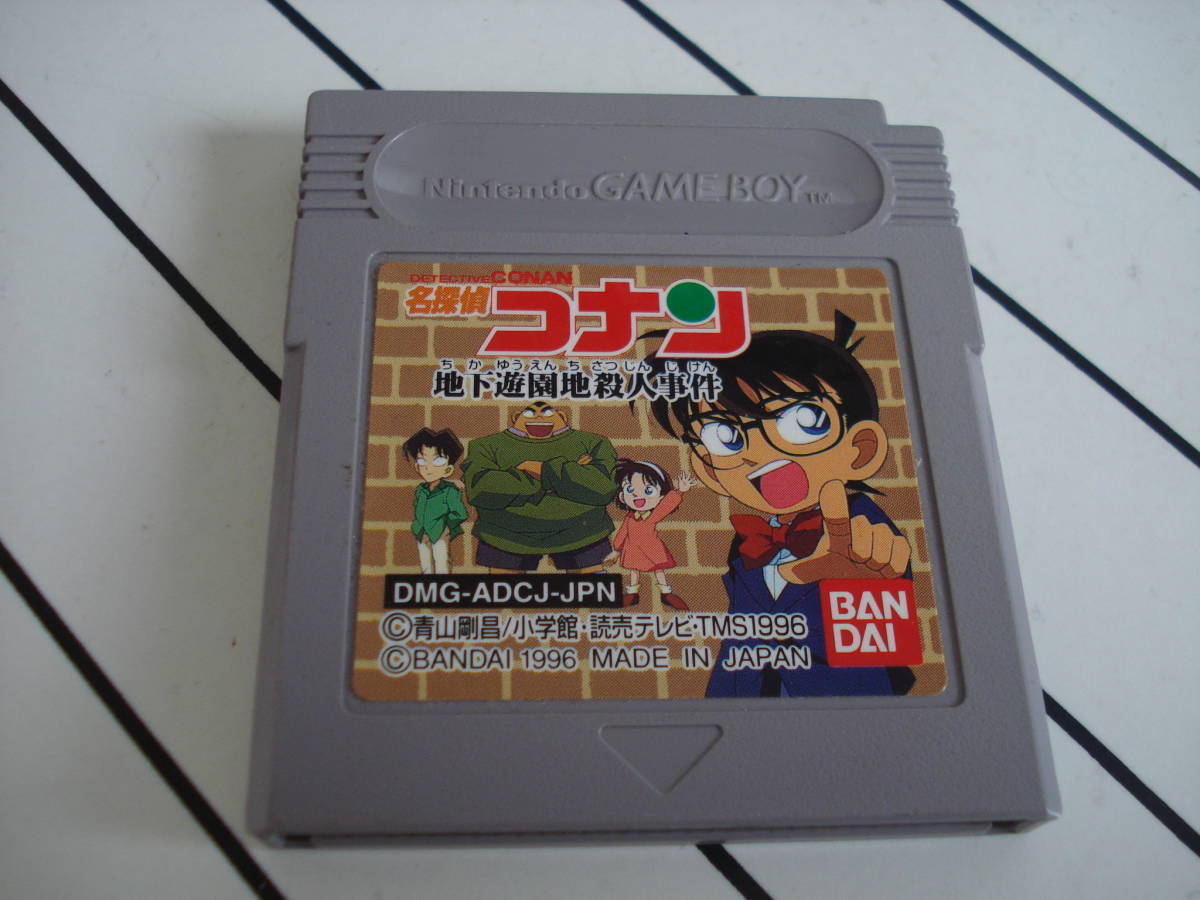 Nintendo GAME BOY™
DETECTIVE CONAN
名探偵 コナン
ちかゆうえんちさつじんじけん
地下遊園地殺人事件
DMG-ADCJ-JPN
©青山剛昌/小学館・読売テレビ・TMS1996
©BANDAI 1996 MADE IN JAPAN
BAN
DAI